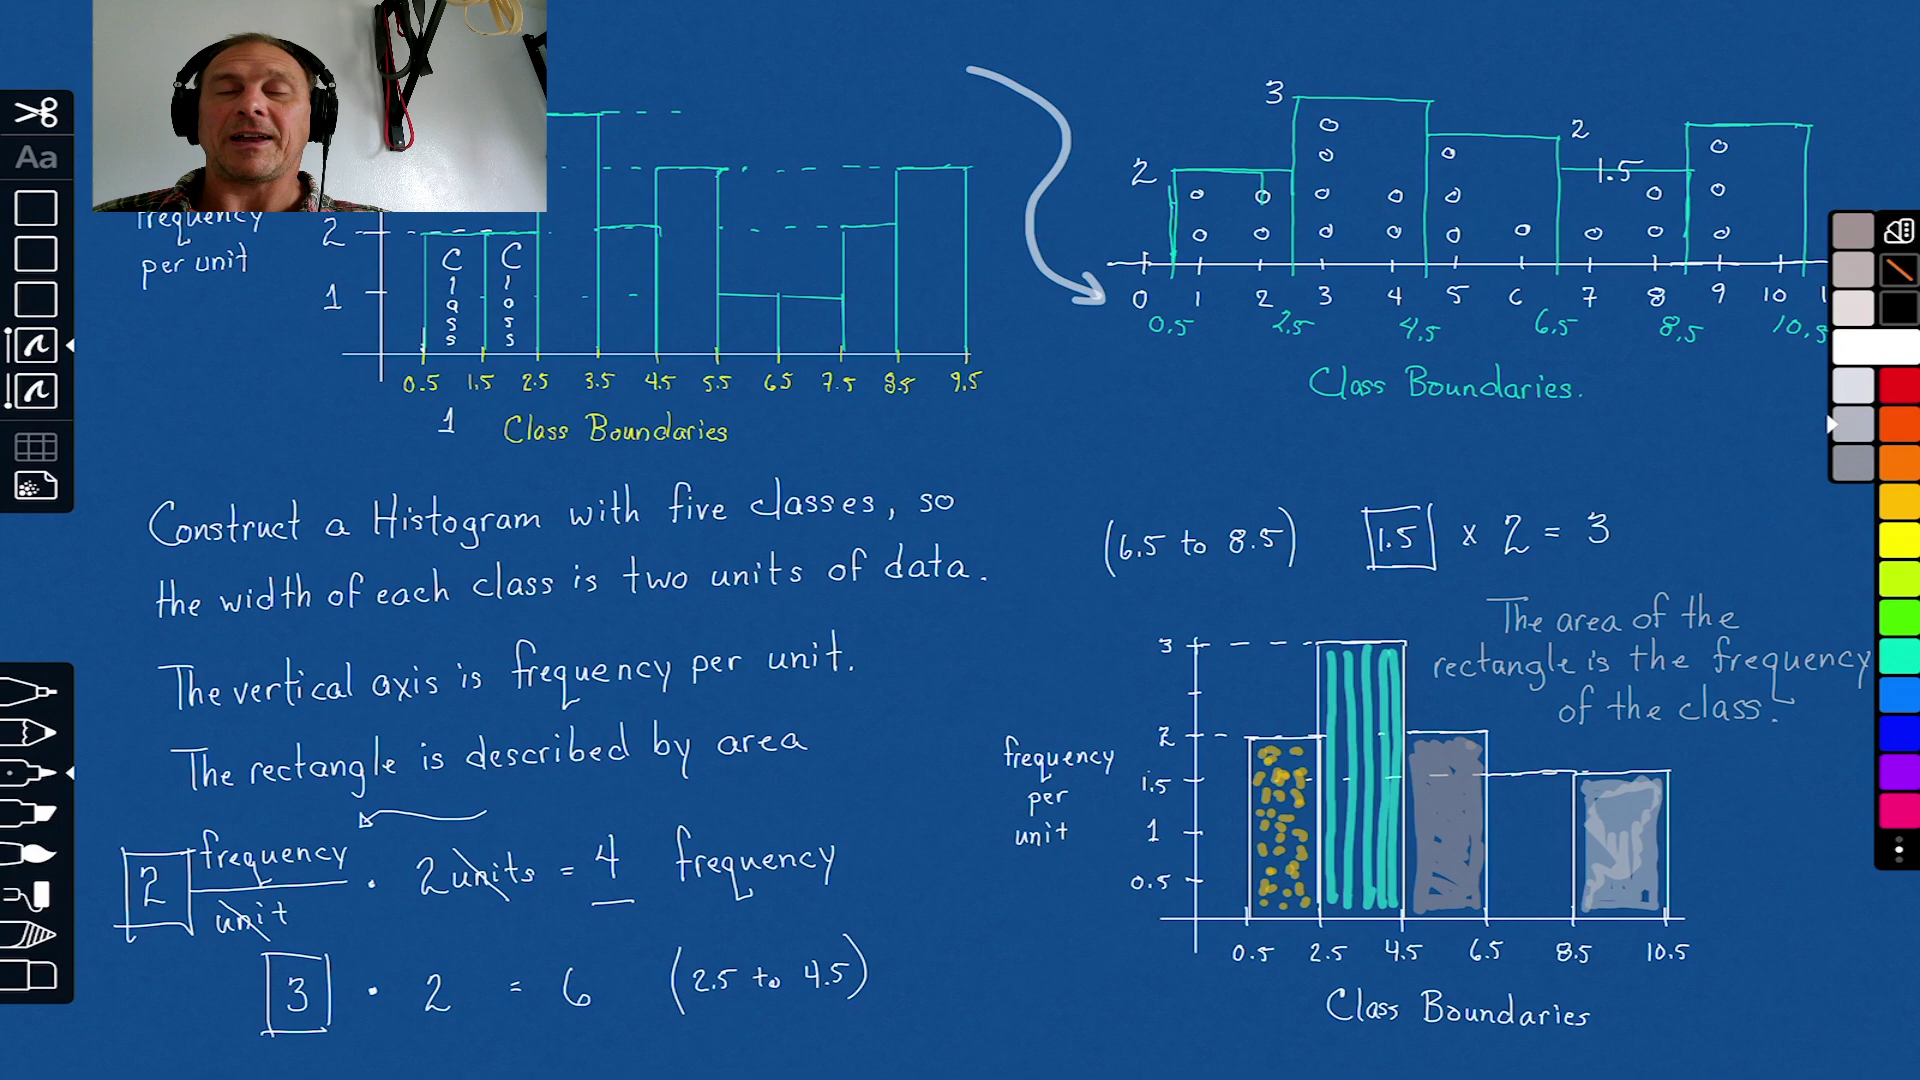 Aa
frequency
per unit
2
1
C C
l l
a a
s s
s s
0.5 1.5 2.5 3.5 4.5 5.5 6.5 7.5 8.5 9.5
1
Class Boundaries
3
2
2
1.5
0 1 2 3 4 5 6 7 8 9 10
0.5 2.5 4.5 6.5 8.5 10.5
Class Boundaries.
Construct a Histogram with five classes, so
the width of each class is two units of data.
The vertical axis is frequency per unit.
The rectangle is described by area
2 frequency
unit
· 2 units = 4 frequency
3 · 2 = 6 (2.5 to 4.5)
(6.5 to 8.5) 1.5 x 2 = 3
The area of the
rectangle is the frequency
of the class.
frequency
per
unit
3
2
1.5
1
0.5
0.5 2.5 4.5 6.5 8.5 10.5
Class Boundaries